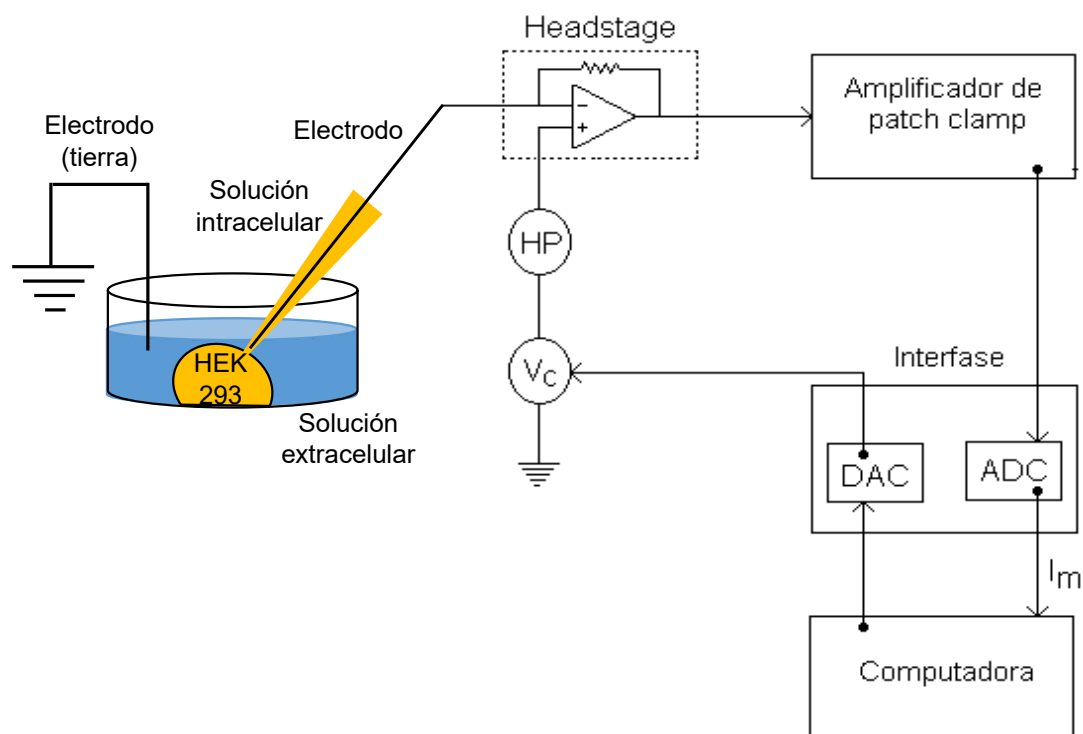 Headstage
Electrodo
(tierra)
Electrodo
Solución
intracelular
Amplificador de
patch clamp
HP
HEK
293
Vc
Solución
extracelular
Interfase
DAC
ADC
Im
Computadora